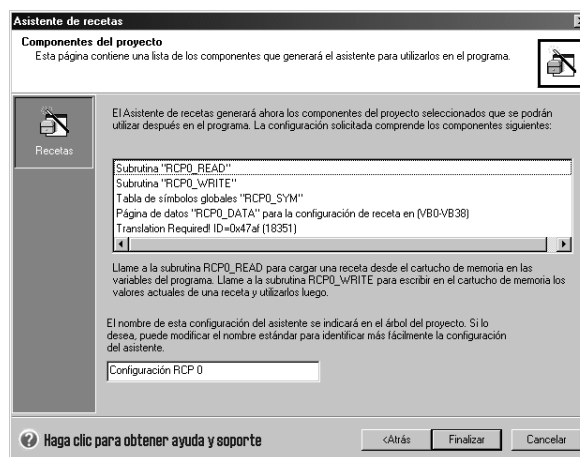 Asistente de recetas
Componentes del proyecto
Esta página contiene una lista de los componentes que generará el asistente para utilizarlos en el programa.
Recetas
El Asistente de recetas generará ahora los componentes del proyecto seleccionados que se podrán
utilizar después en el programa. La configuración solicitada comprende los componentes siguientes:
Subrutina "RCP0_READ"
Subrutina "RCP0_WRITE"
Tabla de símbolos globales "RCP0_SYM"
Página de datos "RCP0_DATA" para la configuración de receta en (VB0-VB38)
Translation Required! ID=0x47af (18351)
Llame a la subrutina RCP0_READ para cargar una receta desde el cartucho de memoria en las
variables del programa. Llame a la subrutina RCP0_WRITE para escribir en el cartucho de memoria los
valores actuales de una receta y utilizarlos luego.
El nombre de esta configuración del asistente se indicará en el árbol del proyecto. Si lo
desea, puede modificar el nombre estándar para identificar más fácilmente la configuración
del asistente.
Configuración RCP 0
Haga clic para obtener ayuda y soporte
<Atrás
Finalizar
Cancelar